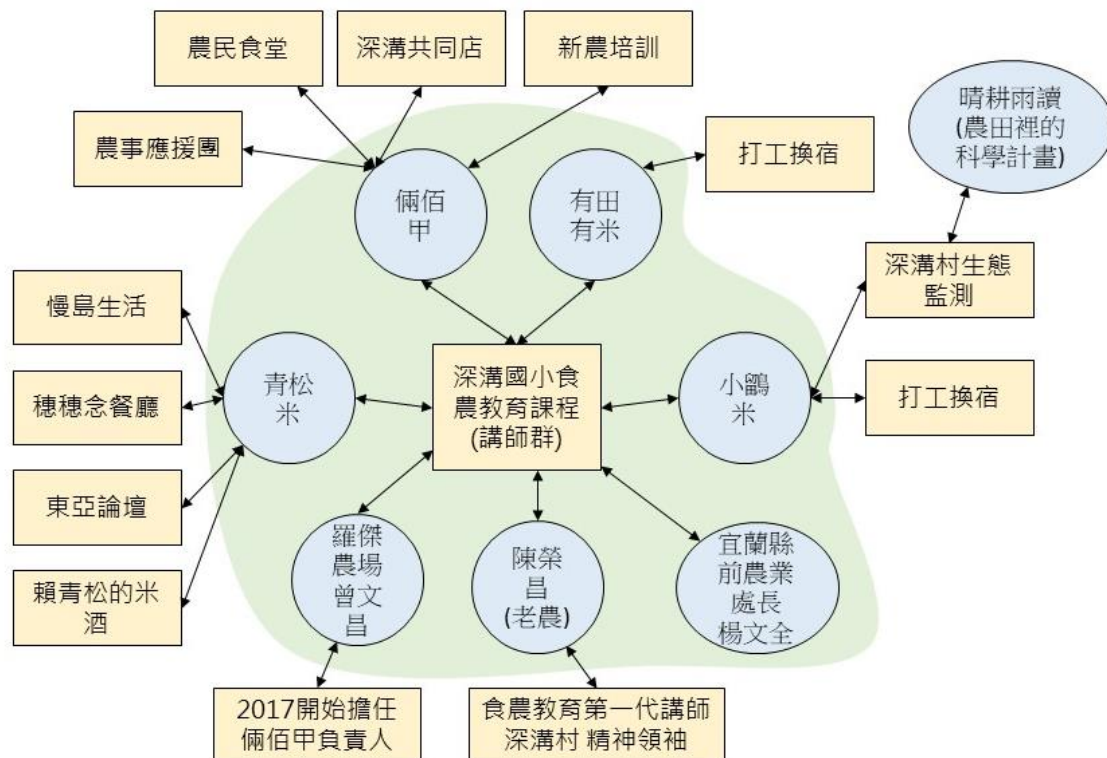 農民食堂
深溝共同店
新農培訓
農事應援團
打工換宿
晴耕雨讀
(農田裡的
科學計畫)
倆佰
甲
有田
有米
深溝村生態
監測
慢島生活
穗穗念餐廳
東亞論壇
賴青松的米
酒
青松
米
深溝國小食
農教育課程
(講師群)
小鶹
米
打工換宿
羅傑
農場
曾文
昌
陳榮
昌
(老農)
宜蘭縣
前農業
處長
楊文全
2017開始擔任
倆佰甲負責人
食農教育第一代講師
深溝村 精神領袖